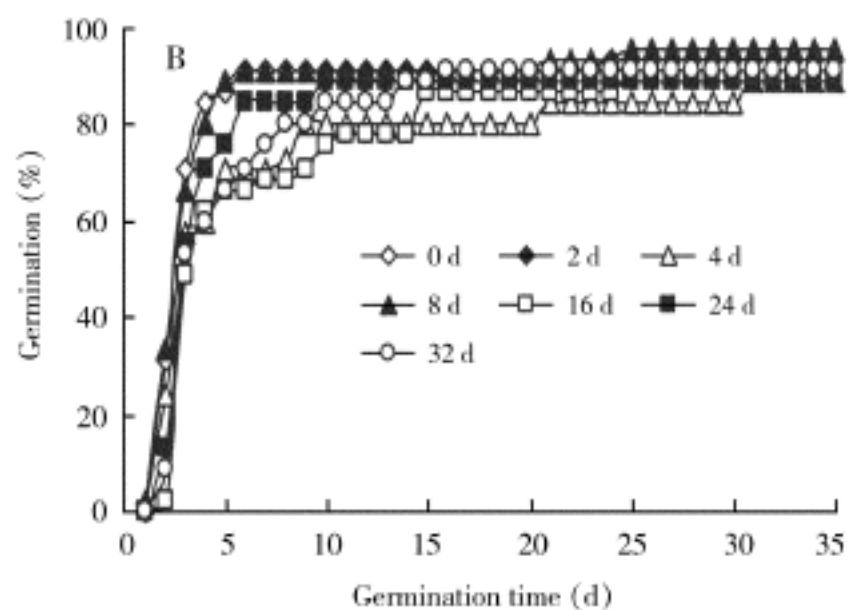 B
Germination (%)
100
80
60
40
20
0
0 d
2 d
4 d
8 d
16 d
24 d
32 d
0 5 10 15 20 25 30 35
Germination time (d)